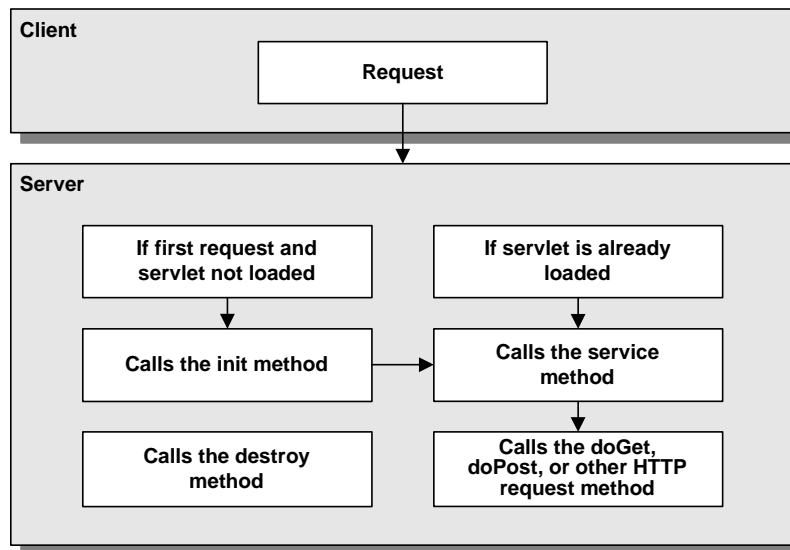 Client
Request
Server
If first request and
servlet not loaded
If servlet is already
loaded
Calls the init method
Calls the service
method
Calls the destroy
method
Calls the doGet,
doPost, or other HTTP
request method